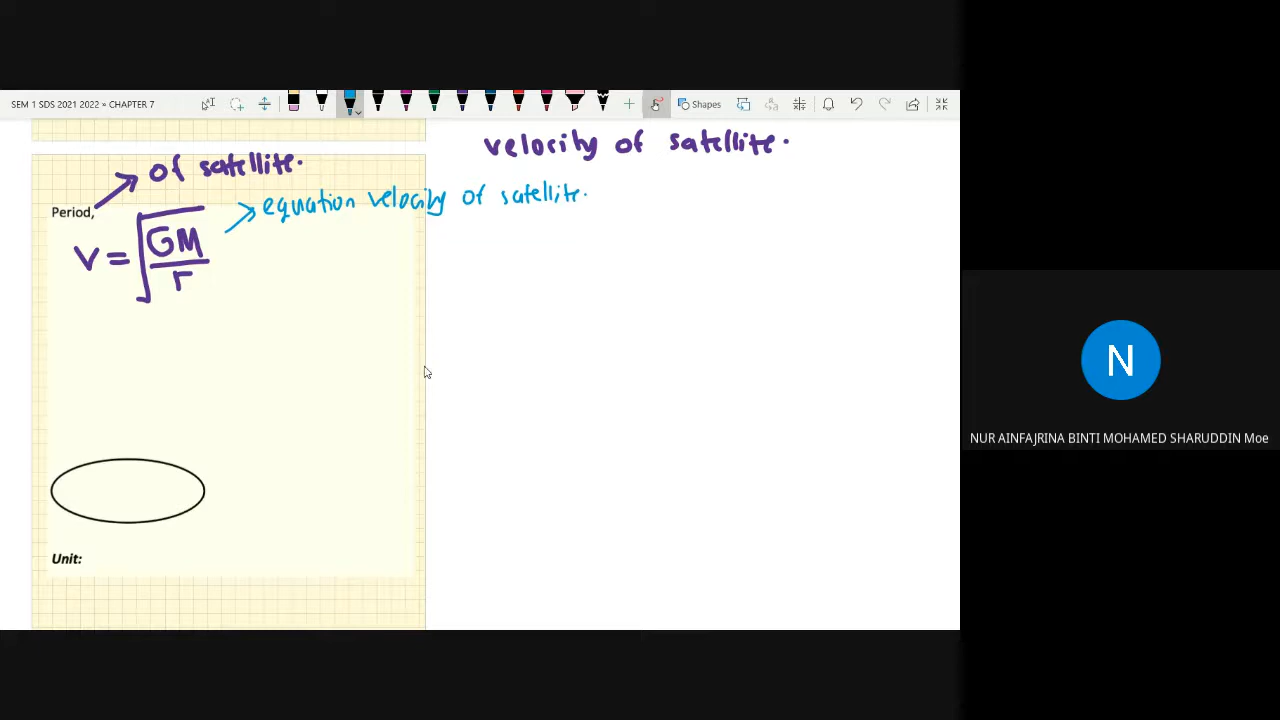 SEM 1 SDS 2021 2022 » CHAPTER 7
Shapes
velocity of satellite.
of satellite.
equation velocity of satellite.
Period,
V = √GM/r
Unit:
N
NUR AINFAJRINA BINTI MOHAMED SHARUDDIN Moe